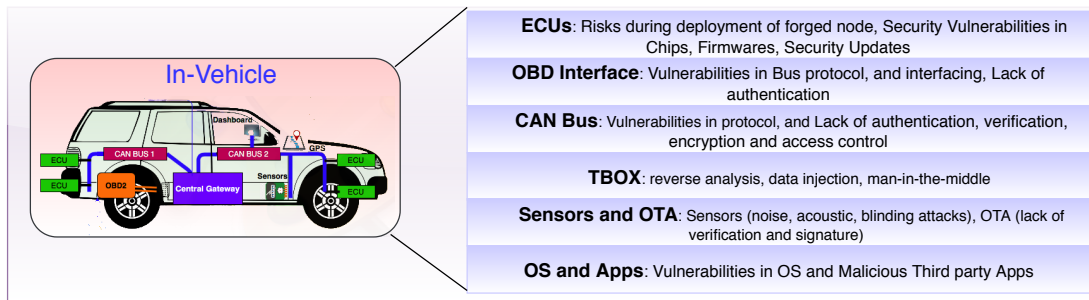 In-Vehicle
Dashboard
GPS
ECU
CAN BUS 1
CAN BUS 2
ECU
ECU
OBD2
Central Gateway
Sensors
ECU
ECUs: Risks during deployment of forged node, Security Vulnerabilities in
Chips, Firmwares, Security Updates
OBD Interface: Vulnerabilities in Bus protocol, and interfacing, Lack of
authentication
CAN Bus: Vulnerabilities in protocol, and Lack of authentication, verification,
encryption and access control
TBOX: reverse analysis, data injection, man-in-the-middle
Sensors and OTA: Sensors (noise, acoustic, blinding attacks), OTA (lack of
verification and signature)
OS and Apps: Vulnerabilities in OS and Malicious Third party Apps